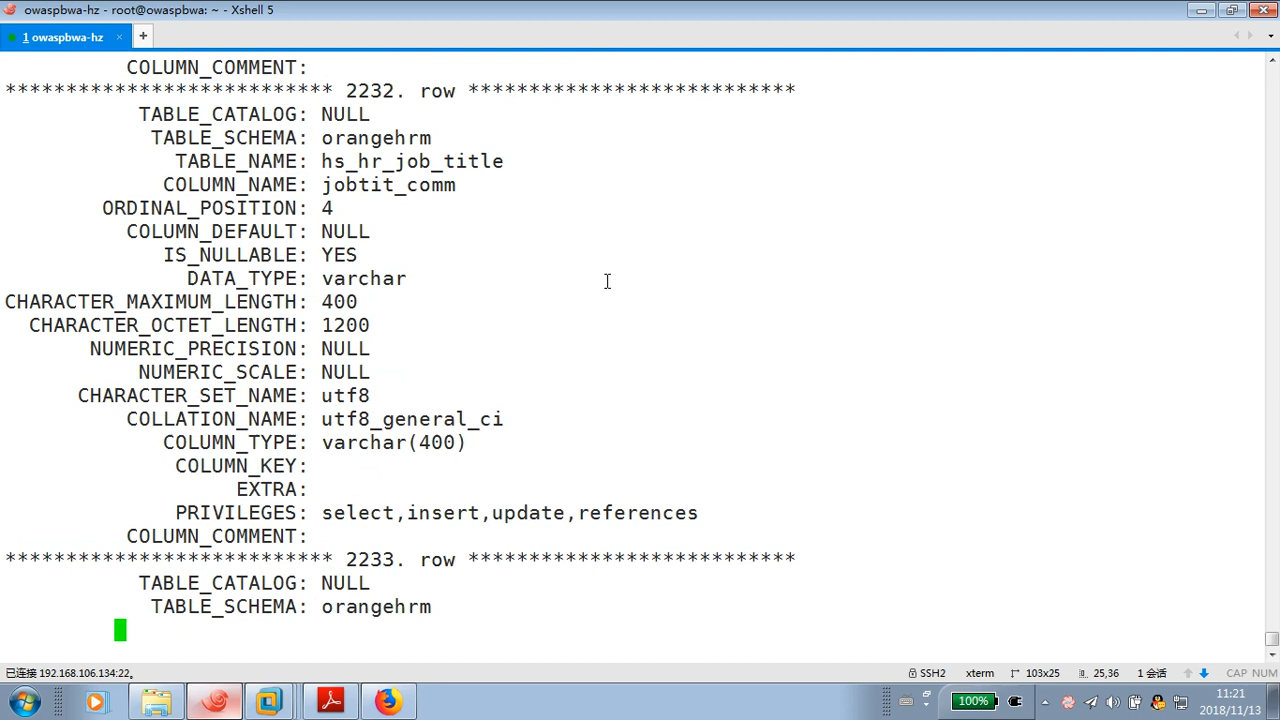 owaspbwa-hz - root@owaspbwa: ~ - Xshell 5
1 owaspbwa-hz × +
COLUMN_COMMENT:
*************************** 2232. row ***************************
TABLE_CATALOG: NULL
TABLE_SCHEMA: orangehrm
TABLE_NAME: hs_hr_job_title
COLUMN_NAME: jobtit_comm
ORDINAL_POSITION: 4
COLUMN_DEFAULT: NULL
IS_NULLABLE: YES
DATA_TYPE: varchar
CHARACTER_MAXIMUM_LENGTH: 400
CHARACTER_OCTET_LENGTH: 1200
NUMERIC_PRECISION: NULL
NUMERIC_SCALE: NULL
CHARACTER_SET_NAME: utf8
COLLATION_NAME: utf8_general_ci
COLUMN_TYPE: varchar(400)
COLUMN_KEY:
EXTRA:
PRIVILEGES: select,insert,update,references
COLUMN_COMMENT:
*************************** 2233. row ***************************
TABLE_CATALOG: NULL
TABLE_SCHEMA: orangehrm
已连接 192.168.106.134:22。 SSH2 xterm 103x25 25,36 1 会话 CAP NUM
100% 11:21
2018/11/13